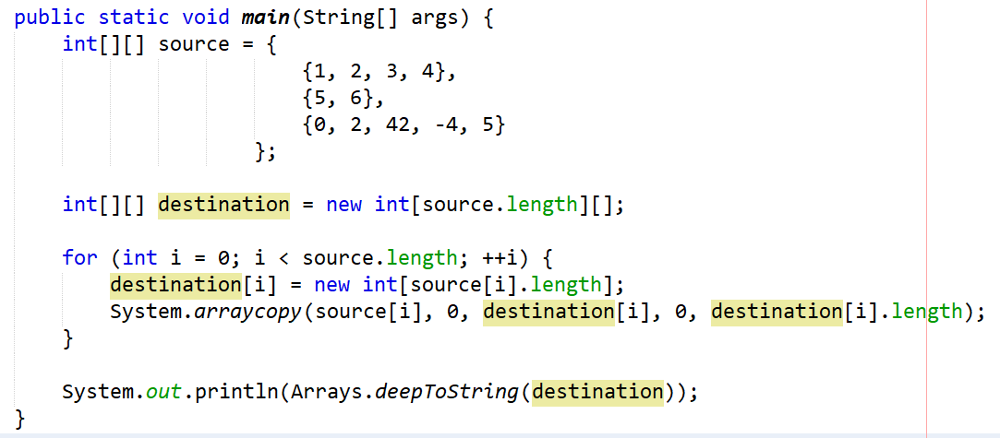 public static void main(String[] args) {
    int[][] source = {
                        {1, 2, 3, 4},
                        {5, 6},
                        {0, 2, 42, -4, 5}
                    };
    int[][] destination = new int[source.length][];
    for (int i = 0; i < source.length; ++i) {
        destination[i] = new int[source[i].length];
        System.arraycopy(source[i], 0, destination[i], 0, destination[i].length);
    }
    System.out.println(Arrays.deepToString(destination));
}